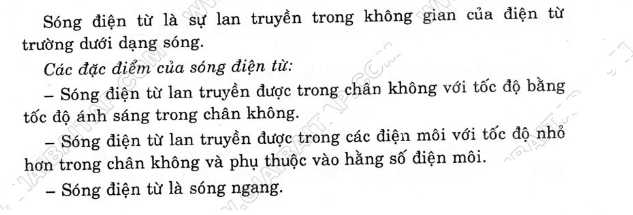 Sóng điện từ là sự lan truyền trong không gian của điện từ
trường dưới dạng sóng.
Các đặc điểm của sóng điện từ:
– Sóng điện từ lan truyền được trong chân không với tốc độ bằng
tốc độ ánh sáng trong chân không.
– Sóng điện từ lan truyền được trong các điện môi với tốc độ nhỏ
hơn trong chân không và phụ thuộc vào hằng số điện môi.
– Sóng điện từ là sóng ngang.